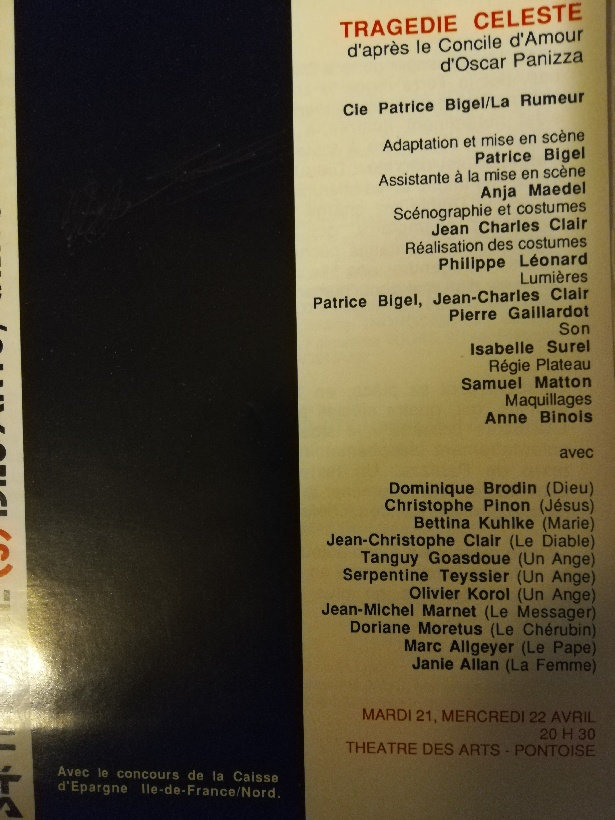 TRAGEDIE CELESTE
d'après le Concile d'Amour
d'Oscar Panizza
Cie Patrice Bigel/La Rumeur
Adaptation et mise en scène
Patrice Bigel
Assistante à la mise en scène
Anja Maedel
Scénographie et costumes
Jean Charles Clair
Réalisation des costumes
Philippe Léonard
Lumières
Patrice Bigel, Jean-Charles Clair
Pierre Gaillardot
Son
Isabelle Surel
Régie Plateau
Samuel Matton
Maquillages
Anne Binois
avec
Dominique Brodin (Dieu)
Christophe Pinon (Jésus)
Bettina Kuhlke (Marie)
Jean-Christophe Clair (Le Diable)
Tanguy Goasdoue (Un Ange)
Serpentine Teyssier (Un Ange)
Olivier Korol (Un Ange)
Jean-Michel Marnet (Le Messager)
Doriane Moretus (Le Chérubin)
Marc Allgeyer (Le Pape)
Janie Allan (La Femme)
MARDI 21, MERCREDI 22 AVRIL
20 H 30
THEATRE DES ARTS - PONTOISE
Avec le concours de la Caisse
d'Epargne Ile-de-France/Nord.